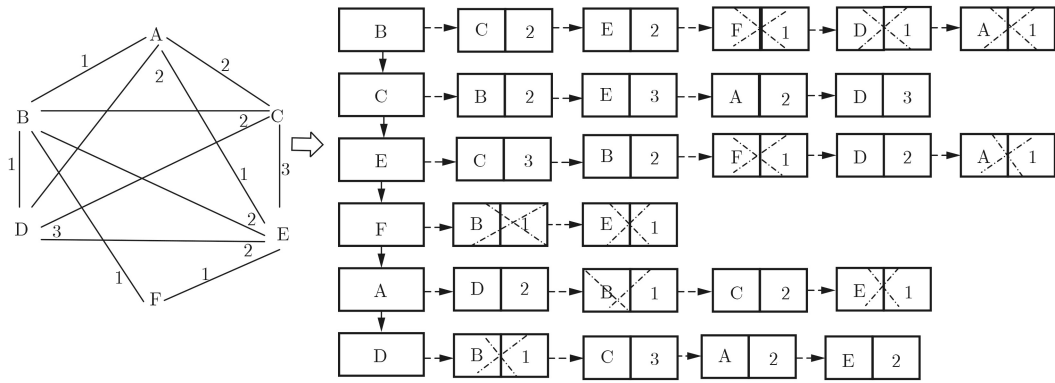 A
1
2
2
B
C
2
1
1
3
D
3
2
E
2
1
1
F
B C 2 E 2 F 1 D 1 A 1
C B 2 E 3 A 2 D 3
E C 3 B 2 F 1 D 2 A 1
F B 1 E 1
A D 2 B 1 C 2 E 1
D B 1 C 3 A 2 E 2